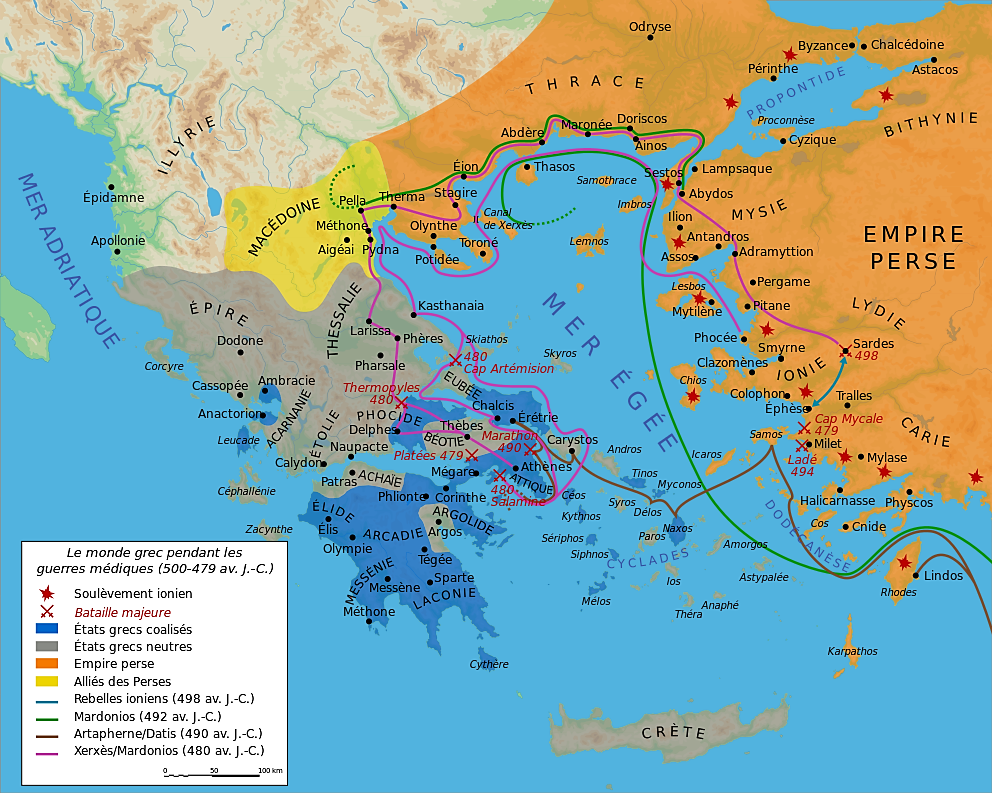 Odryse
Byzance
Chalcédoine
Périnthe
Astacos
THRACE
PROPONTIDE
Proconnèse
BITHYNIE
Cyzique
ILLYRIE
Abdère
Maronée
Doriscos
Ainos
Éion
Thasos
Samothrace
Sestos
Lampsaque
Abydos
Imbros
MER ADRIATIQUE
Épidamne
Apollonie
MACÉDOINE
Pella
Therma
Stagire
Canal
de Xerxès
Méthone
Aigéai
Pydna
Olynthe
Potidée
Toroné
Lemnos
Ilion
MYSIE
Antandros
Assos
Adramyttion
EMPIRE
PERSE
Pergame
Lesbos
Mytilène
Pitane
LYDIE
Phocée
Smyrne
Sardes
498
Clazomènes
IONIE
Chios
Colophon
Éphèse
Tralles
Cap Mycale
479
CARIE
Samos
Milet
Ladé
494
Mylase
Icaros
Halicarnasse
Physcos
Cos
Cnide
DODÉCANÈSE
Lindos
Rhodes
Karpathos
MER ÉGÉE
ÉPIRE
THESSALIE
Kasthanaia
Larissa
Phères
Dodone
Corcyre
Pharsale
Skiathos
480
Cap Artémision
Skyros
Cassopée
Ambracie
Anactorion
ACARNANIE
Leucade
ÉTOLIE
Thermopyles
480
EUBÉE
PHOCIDE
Delphes
Chalcis
Érétrie
Thèbes
BÉOTIE
Marathon
490
Carystos
Naupacte
Calydon
Platées 479
Mégare
Athènes
ATTIQUE
Patras
ACHAÏE
480
Salamine
Céphallénie
Phlionte
Corinthe
Zacynthe
ÉLIDE
Élis
ARCADIE
ARGOLIDE
Argos
Olympie
Tégée
MESSÉNIE
Messène
Sparte
LACONIE
Méthone
Cythère
Andros
Tinos
Myconos
Céos
Syros
Délos
Kythnos
Naxos
Paros
Sériphos
Siphnos
CYCLADES
Amorgos
Astypalée
Ios
Mélos
Anaphé
Théra
CRÈTE
Le monde grec pendant les
guerres médiques (500-479 av. J.-C.)
Soulèvement ionien
Bataille majeure
États grecs coalisés
États grecs neutres
Empire perse
Alliés des Perses
Rebelles ioniens (498 av. J.-C.)
Mardonios (492 av. J.-C.)
Artapherne/Datis (490 av. J.-C.)
Xerxès/Mardonios (480 av. J.-C.)
0 50 100 km